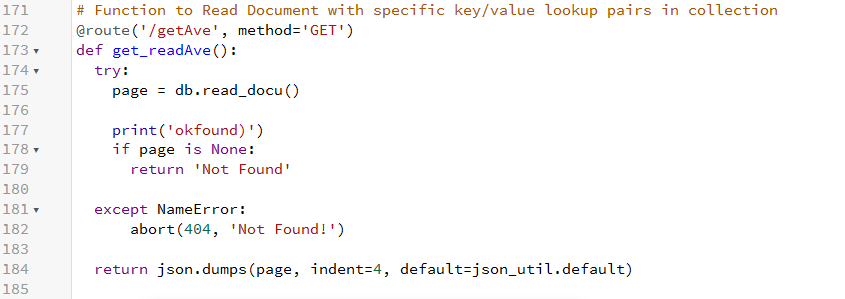 171 # Function to Read Document with specific key/value lookup pairs in collection
172 @route('/getAve', method='GET')
173 def get_readAve():
174 try:
175 page = db.read_docu()
176
177 print('okfound)')
178 if page is None:
179 return 'Not Found'
180
181 except NameError:
182 abort(404, 'Not Found!')
183
184 return json.dumps(page, indent=4, default=json_util.default)
185